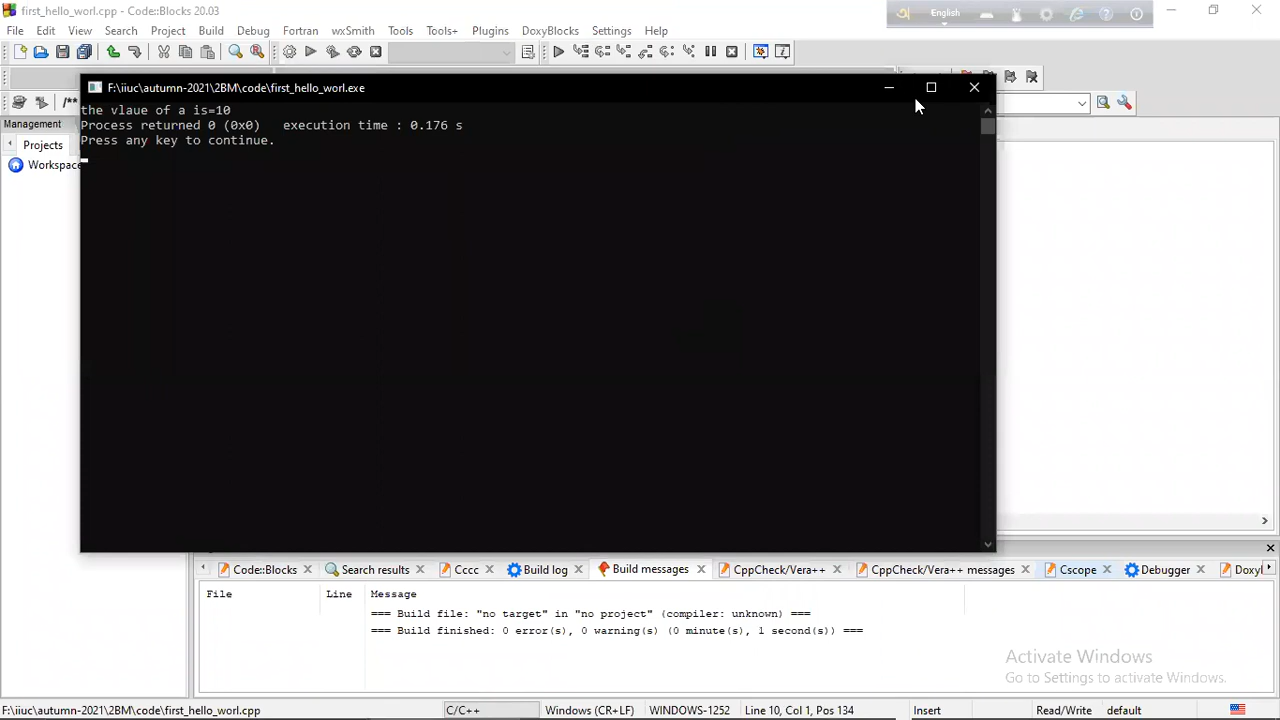 first_hello_worl.cpp - Code::Blocks 20.03
English
File Edit View Search Project Build Debug Fortran wxSmith Tools Tools+ Plugins DoxyBlocks Settings Help
F:\iiuc\autumn-2021\2BM\code\first_hello_worl.exe
the vlaue of a is=10
Process returned 0 (0x0)   execution time : 0.176 s
Press any key to continue.
/**
Management
Projects
Workspace
Code::Blocks Search results Cccc Build log Build messages CppCheck/Vera++ CppCheck/Vera++ messages Cscope Debugger Doxyl
File Line Message
=== Build file: "no target" in "no project" (compiler: unknown) ===
=== Build finished: 0 error(s), 0 warning(s) (0 minute(s), 1 second(s)) ===
Activate Windows
Go to Settings to activate Windows.
F:\iiuc\autumn-2021\2BM\code\first_hello_worl.cpp C/C++ Windows (CR+LF) WINDOWS-1252 Line 10, Col 1, Pos 134 Insert Read/Write default